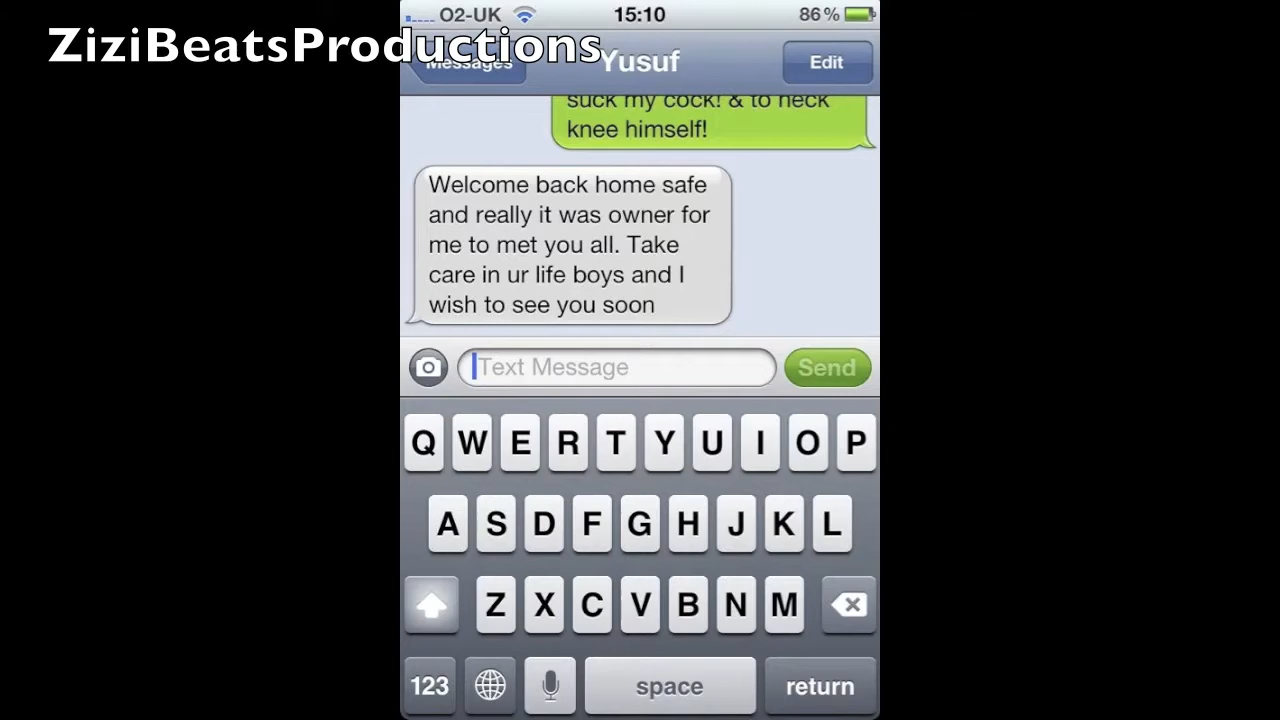 ZiziBeatsProductions
O2-UK 15:10 86%
Messages Yusuf Edit
suck my cock! & to neck
knee himself!
Welcome back home safe
and really it was owner for
me to met you all. Take
care in ur life boys and I
wish to see you soon
Text Message Send
Q W E R T Y U I O P
A S D F G H J K L
Z X C V B N M
123 space return